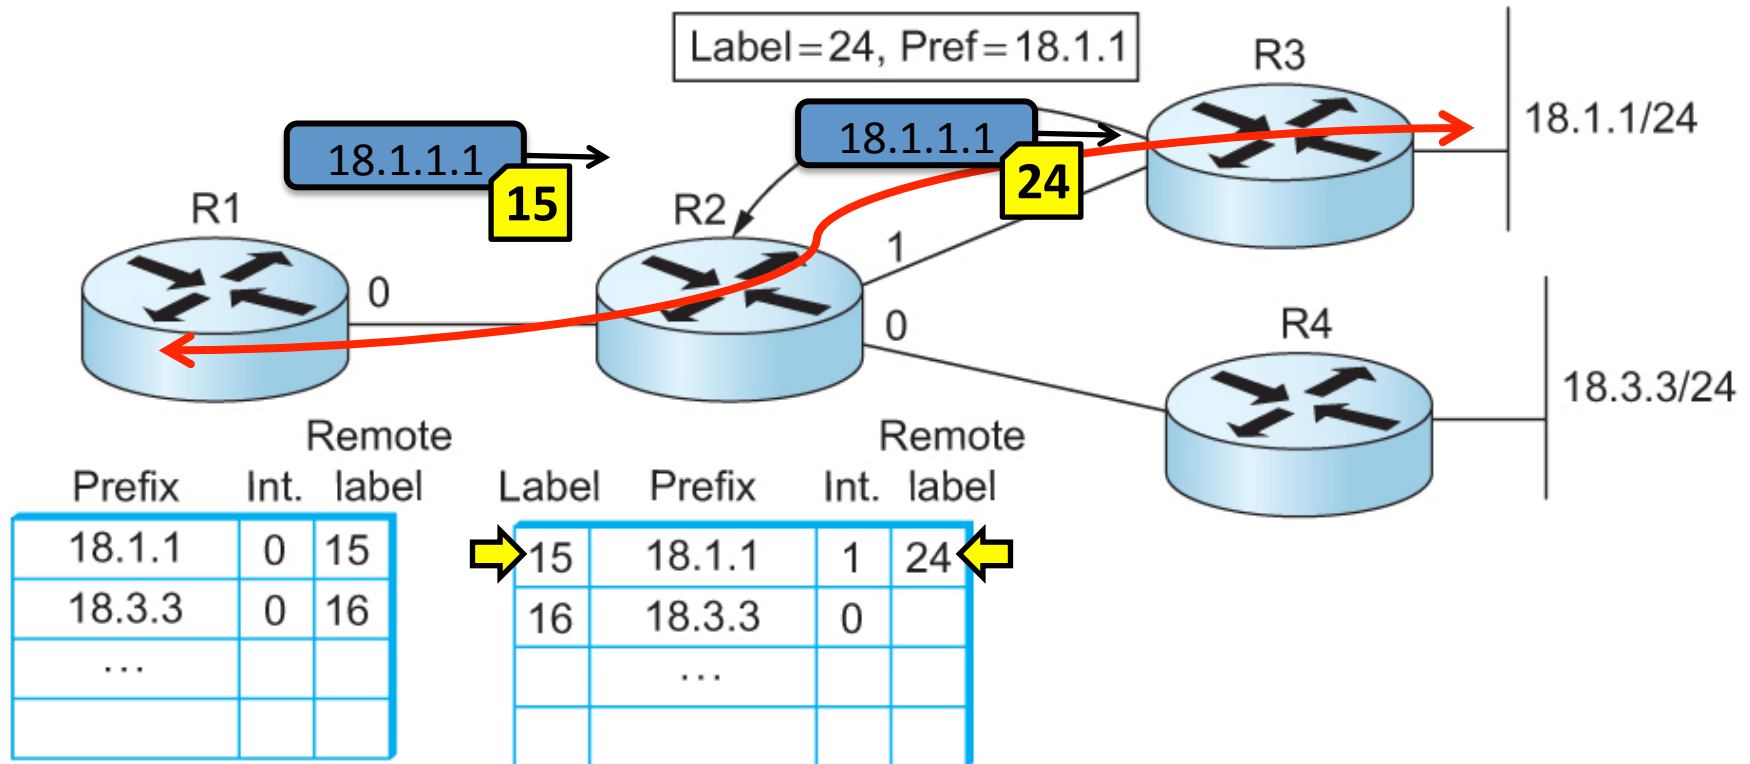 Label=24, Pref=18.1.1
R3
18.1.1/24
18.1.1.1
15
18.1.1.1
24
R1
R2
0
1
0
R4
18.3.3/24
Prefix Int. Remote label
18.1.1 0 15
18.3.3 0 16
...
Label Prefix Int. Remote label
15 18.1.1 1 24
16 18.3.3 0
...